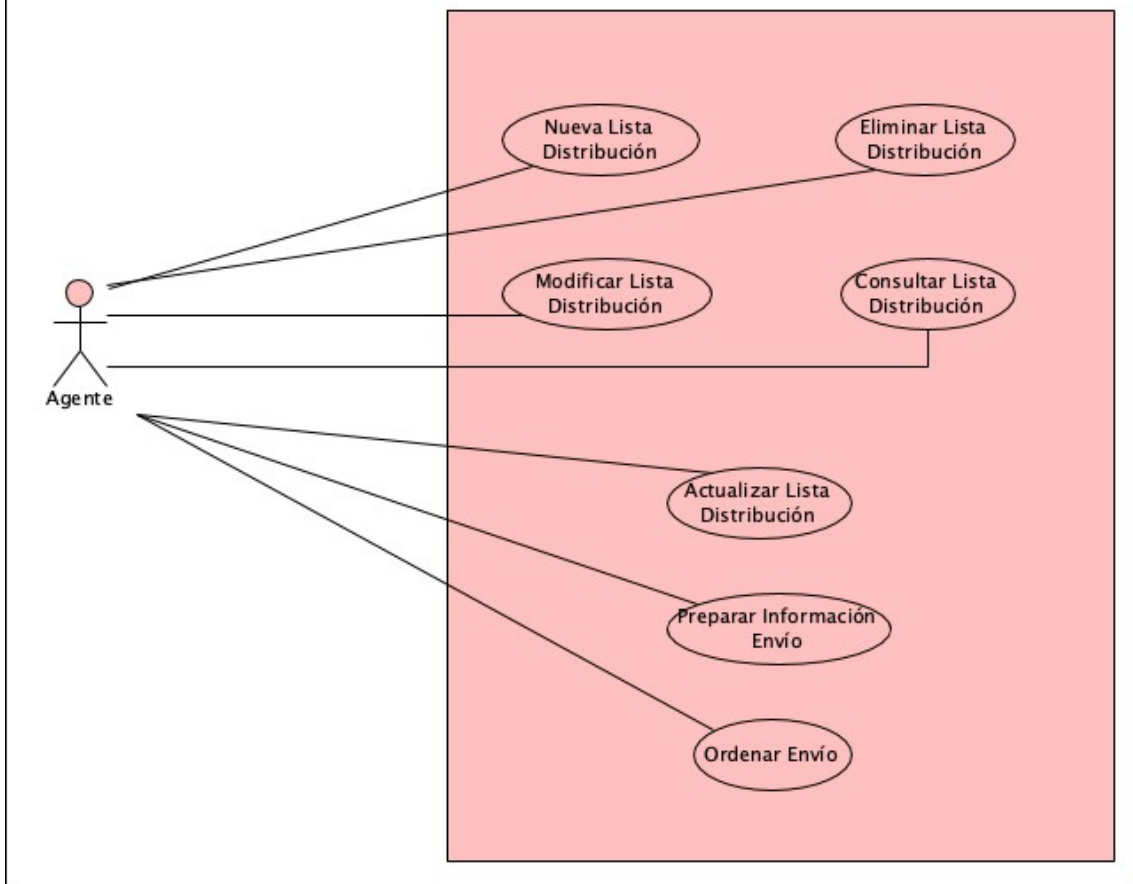 Nueva Lista
Distribución
Eliminar Lista
Distribución
Modificar Lista
Distribución
Consultar Lista
Distribución
Agente
Actualizar Lista
Distribución
Preparar Información
Envío
Ordenar Envío